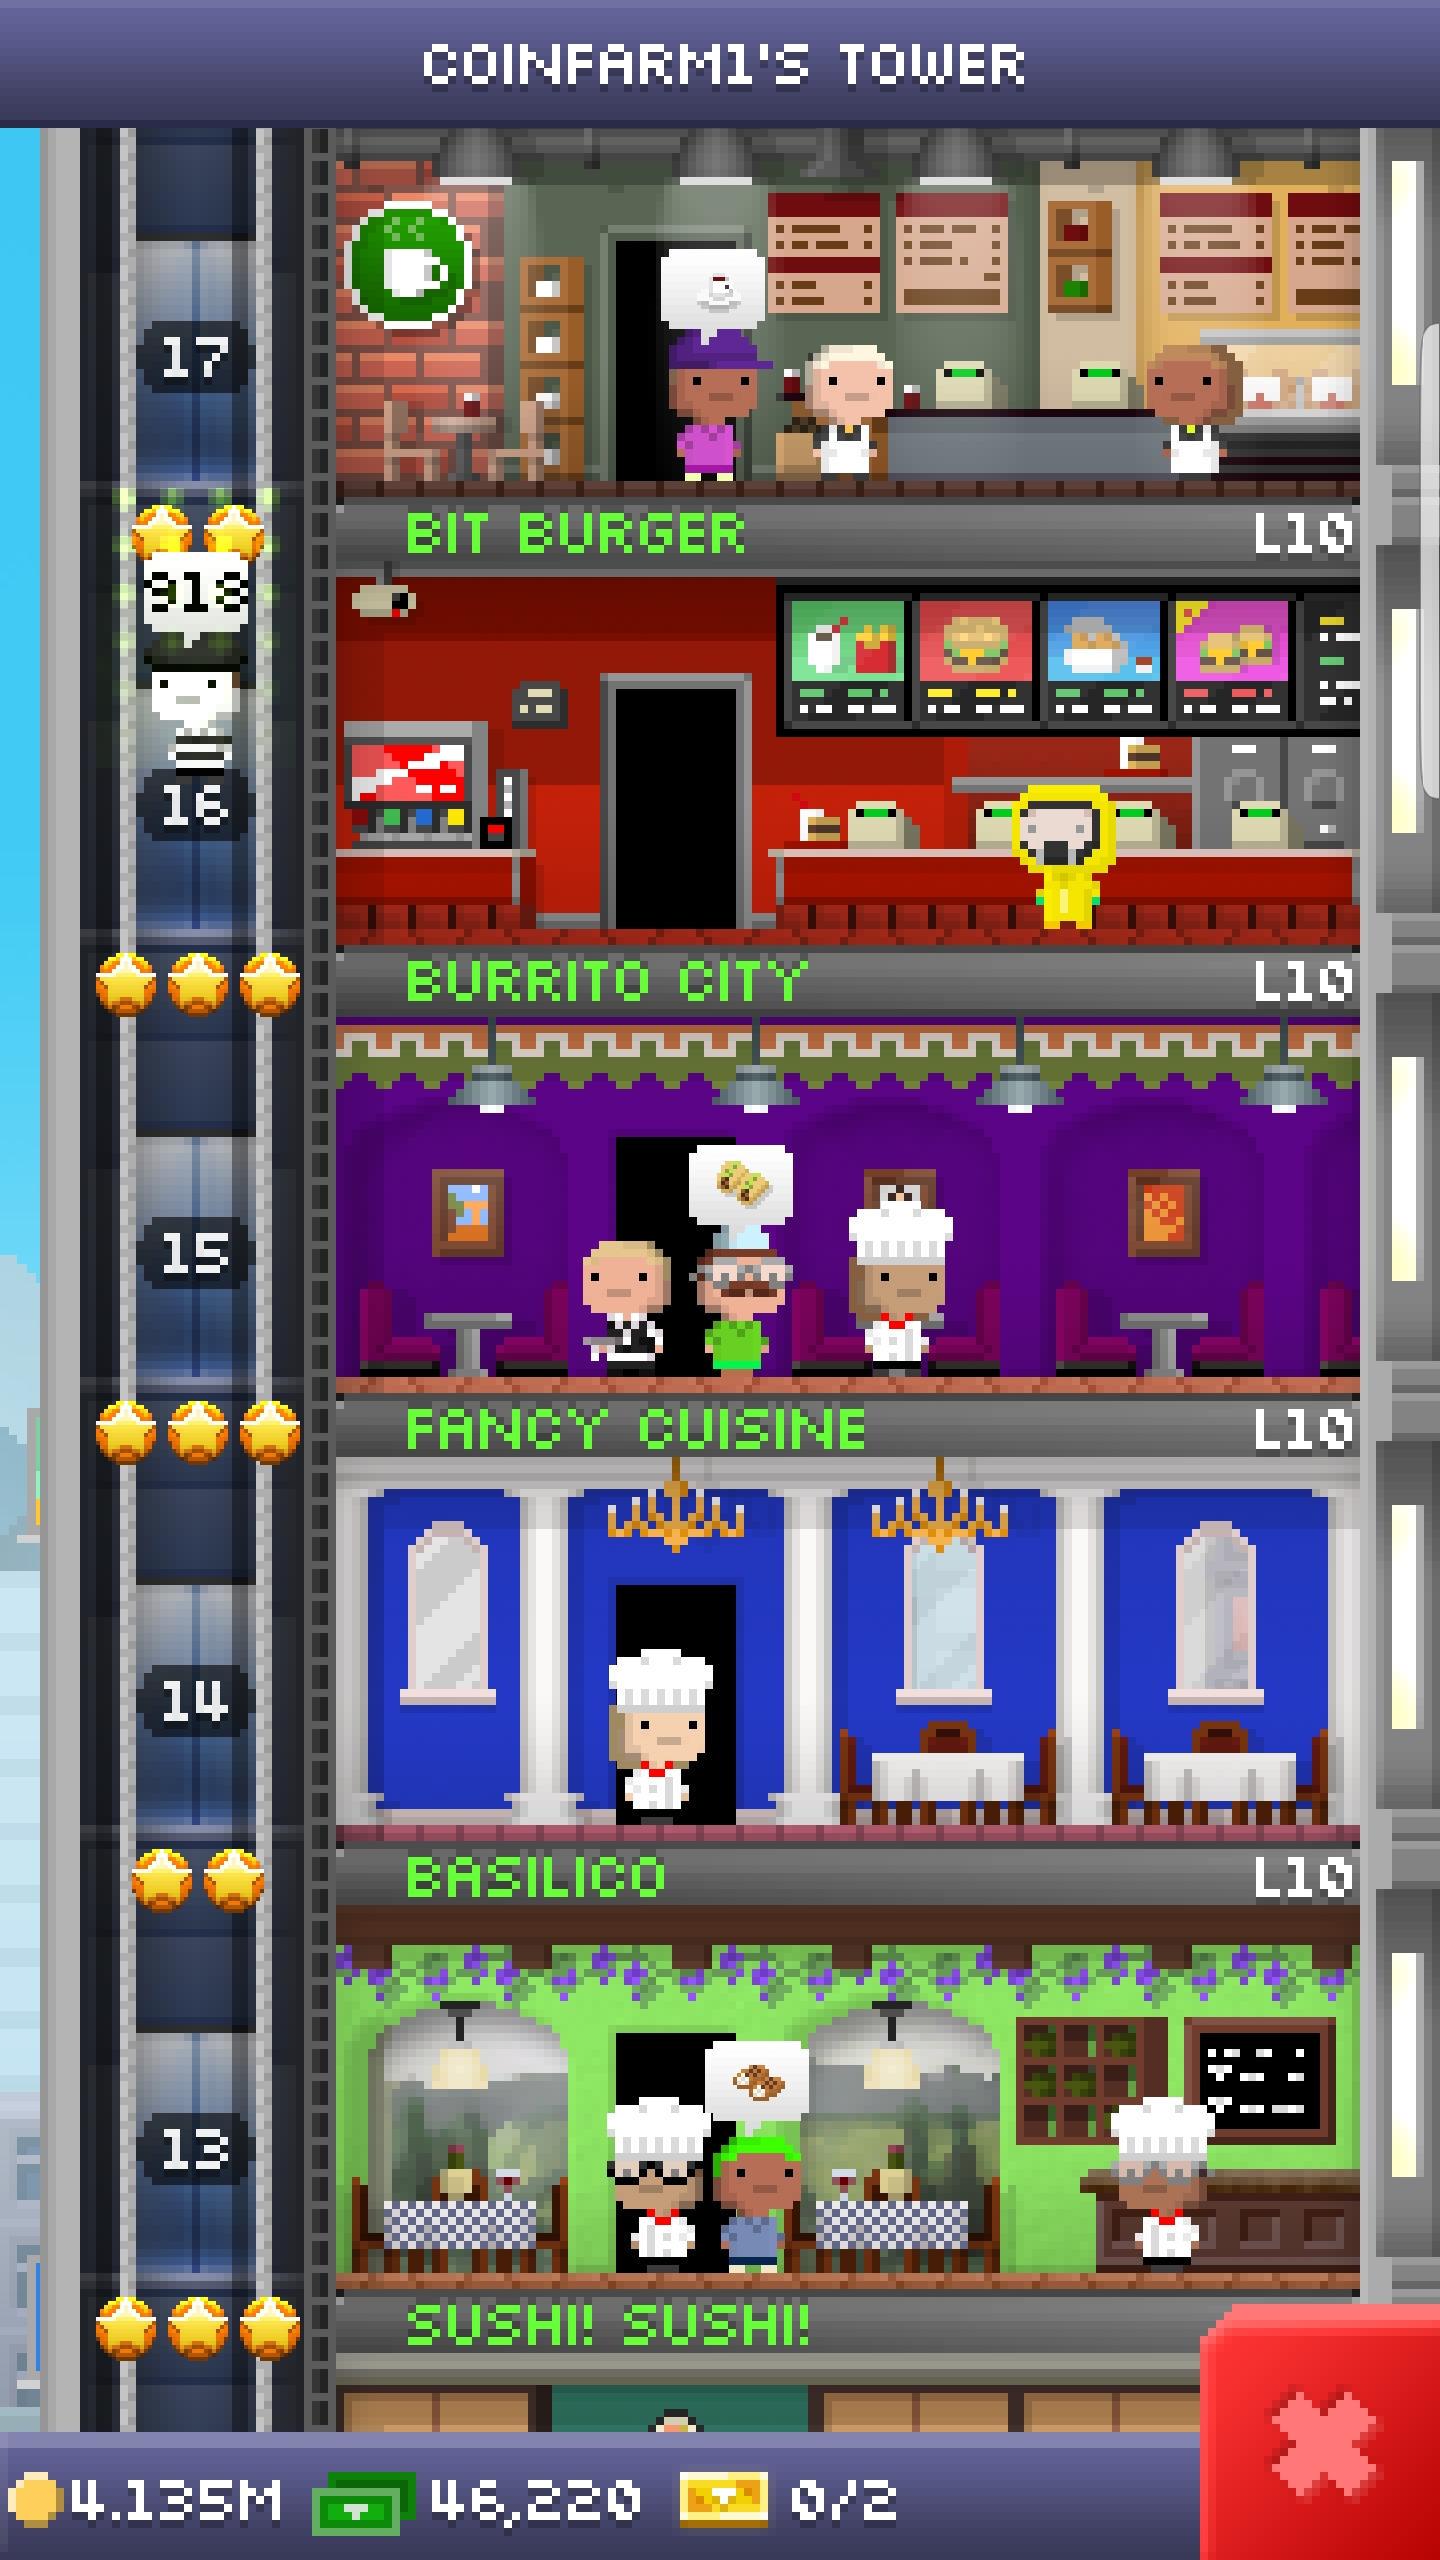 COINFARM1'S TOWER
17
BIT BURGER L10
918
16
BURRITO CITY L10
15
FANCY CUISINE L10
14
BASILICO L10
13
SUSHI! SUSHI!
4.135M 46,220 0/2